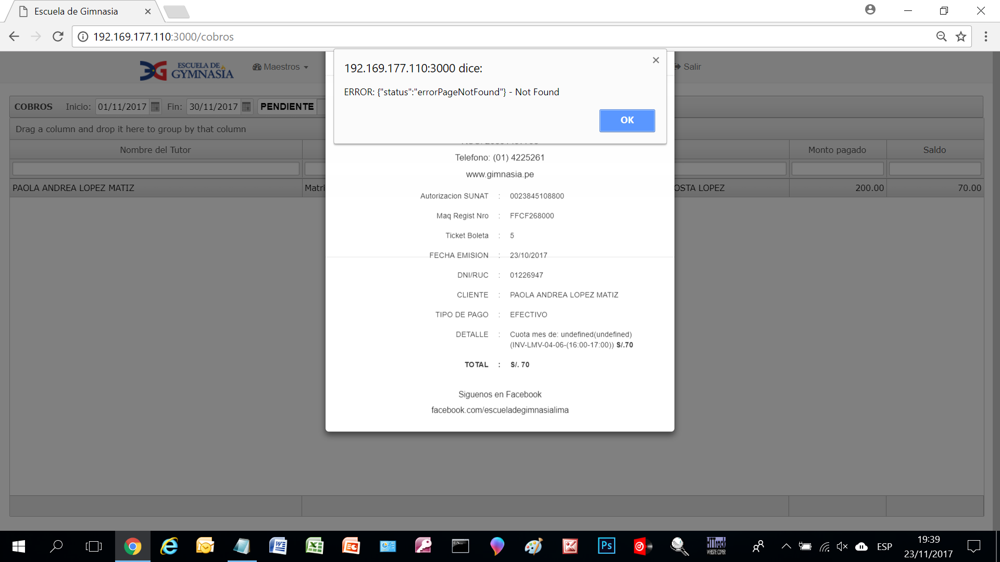 Escuela de Gimnasia
192.169.177.110:3000/cobros
ESCUELA DE
GYMNASIA
Maestros
Salir
192.169.177.110:3000 dice:
ERROR: {"status":"errorPageNotFound"} - Not Found
OK
COBROS Inicio: 01/11/2017 Fin: 30/11/2017 PENDIENTE
Drag a column and drop it here to group by that column
Nombre del Tutor Monto pagado Saldo
PAOLA ANDREA LOPEZ MATIZ Matri OSTA LOPEZ 200.00 70.00
Telefono: (01) 4225261
www.gimnasia.pe
Autorizacion SUNAT : 0023845108800
Maq Regist Nro : FFCF268000
Ticket Boleta : 5
FECHA EMISION : 23/10/2017
DNI/RUC : 01226947
CLIENTE : PAOLA ANDREA LOPEZ MATIZ
TIPO DE PAGO : EFECTIVO
DETALLE : Cuota mes de: undefined(undefined)
(INV-LMV-04-06-(16:00-17:00)) S/.70
TOTAL : S/. 70
Siguenos en Facebook
facebook.com/escueladegimnasialima
Ps
HTTrack
WEBSITE COPIER
ESP
19:39
23/11/2017